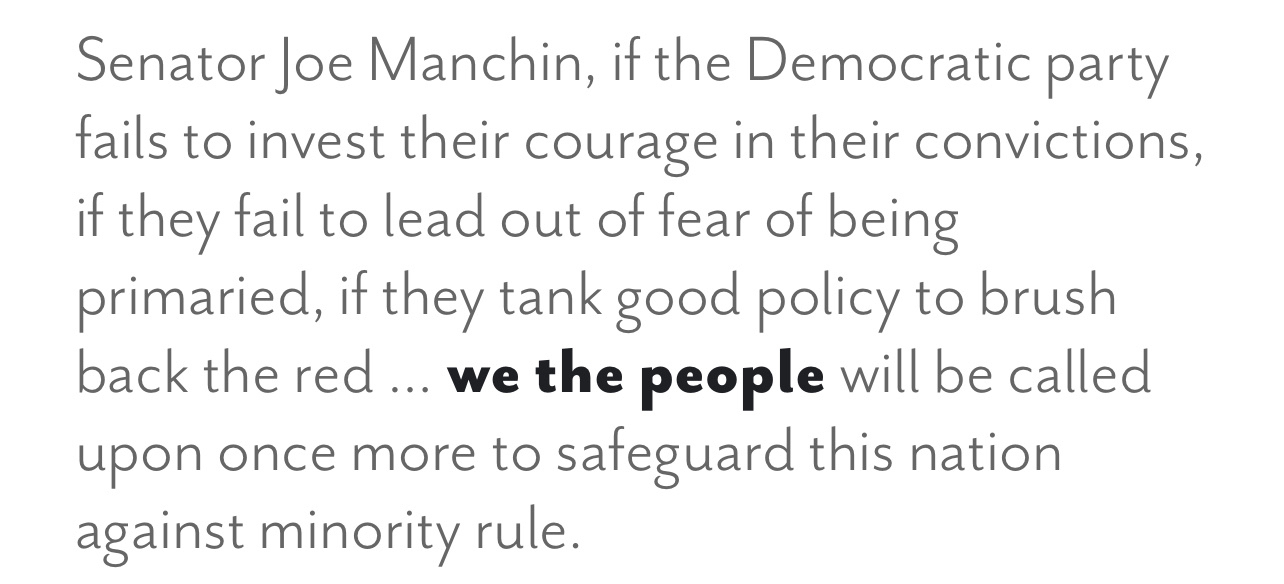 Senator Joe Manchin, if the Democratic party
fails to invest their courage in their convictions,
if they fail to lead out of fear of being
primaried, if they tank good policy to brush
back the red ... we the people will be called
upon once more to safeguard this nation
against minority rule.